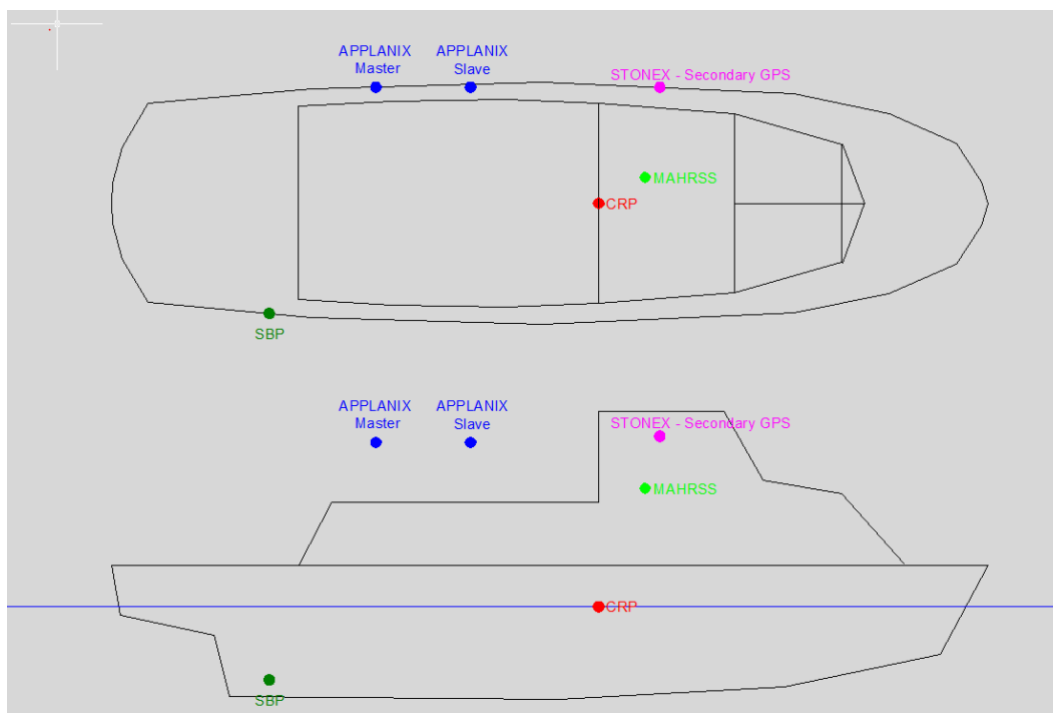 APPLANIX
Master
APPLANIX
Slave
STONEX - Secondary GPS
MAHRSS
CRP
SBP
APPLANIX
Master
APPLANIX
Slave
STONEX - Secondary GPS
MAHRSS
CRP
SBP